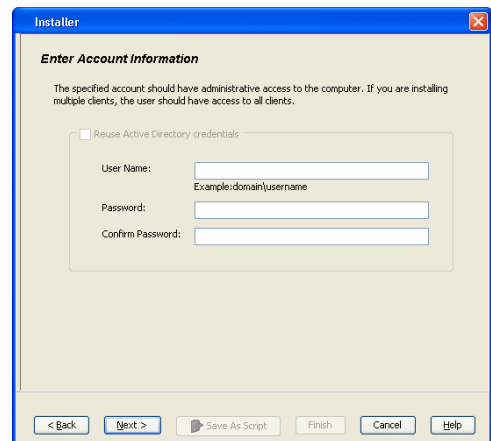 Installer
Enter Account Information
The specified account should have administrative access to the computer. If you are installing
multiple clients, the user should have access to all clients.
Reuse Active Directory credentials
User Name:
Example:domain\username
Password:
Confirm Password:
< Back Next > Save As Script Finish Cancel Help